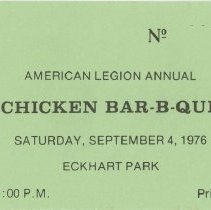 Nº
AMERICAN LEGION ANNUAL
CHICKEN BAR-B-QUE
SATURDAY, SEPTEMBER 4, 1976
ECKHART PARK
:00 P.M. Pri